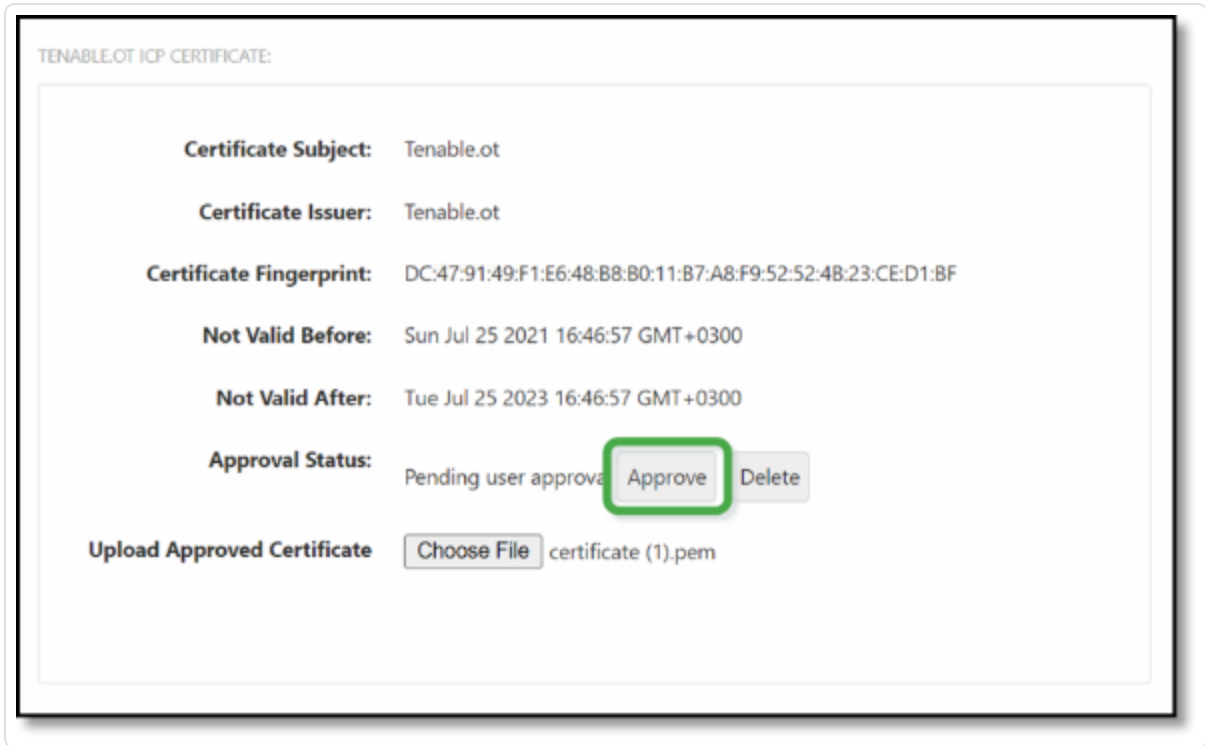 TENABLE.OT ICP CERTIFICATE:
Certificate Subject: Tenable.ot
Certificate Issuer: Tenable.ot
Certificate Fingerprint: DC:47:91:49:F1:E6:48:B8:B0:11:B7:A8:F9:52:52:4B:23:CE:D1:BF
Not Valid Before: Sun Jul 25 2021 16:46:57 GMT+0300
Not Valid After: Tue Jul 25 2023 16:46:57 GMT+0300
Approval Status: Pending user approva Approve Delete
Upload Approved Certificate Choose File certificate (1).pem